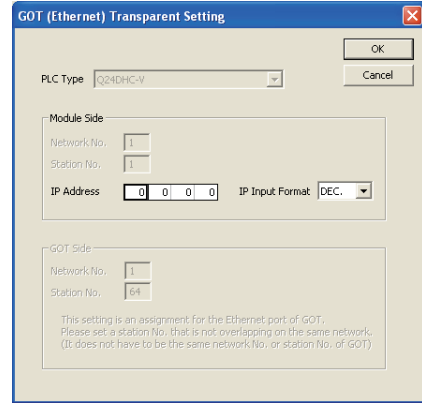 GOT (Ethernet) Transparent Setting
OK
PLC Type Q24DHC-V Cancel
Module Side
Network No. 1
Station No. 1
IP Address 0 0 0 0 IP Input Format DEC.
GOT Side
Network No. 1
Station No. 64
This setting is an assignment for the Ethernet port of GOT.
Please set a station No. that is not overlapping on the same network.
(It does not have to be the same network No. or station No. of GOT)